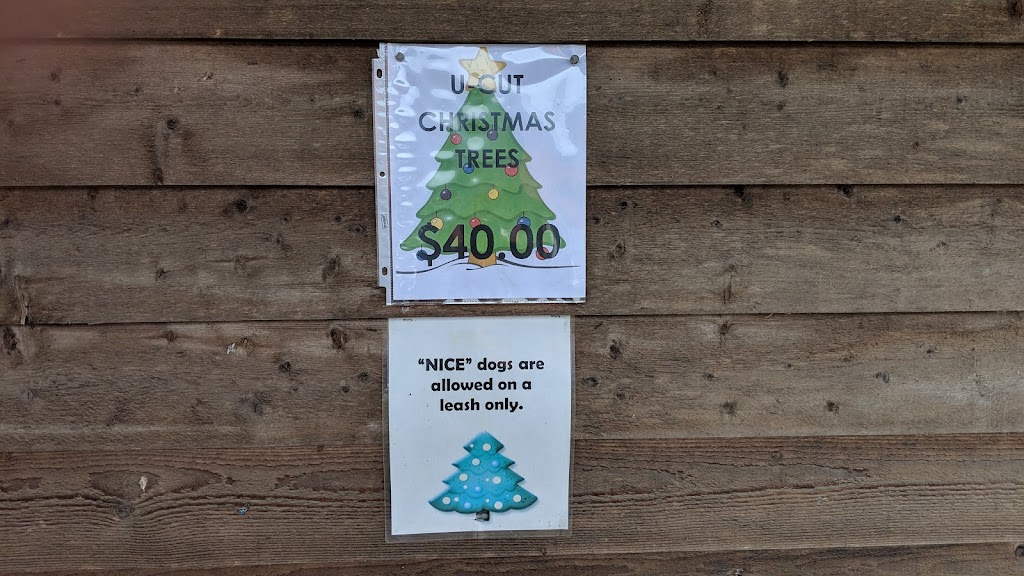 U-CUT
CHRISTMAS
TREES
$40.00
“NICE” dogs are
allowed on a
leash only.